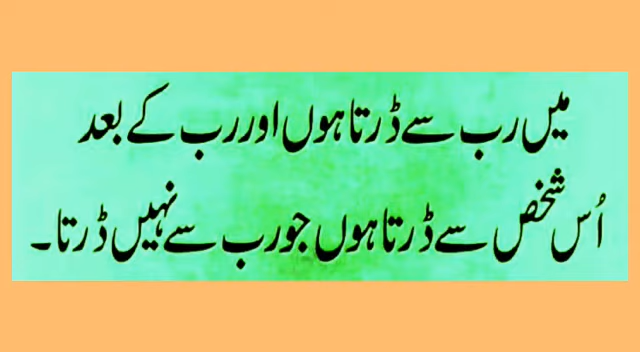 میں رب سے ڈرتا ہوں اور رب کے بعد
اُس شخص سے ڈرتا ہوں جو رب سے نہیں ڈرتا۔